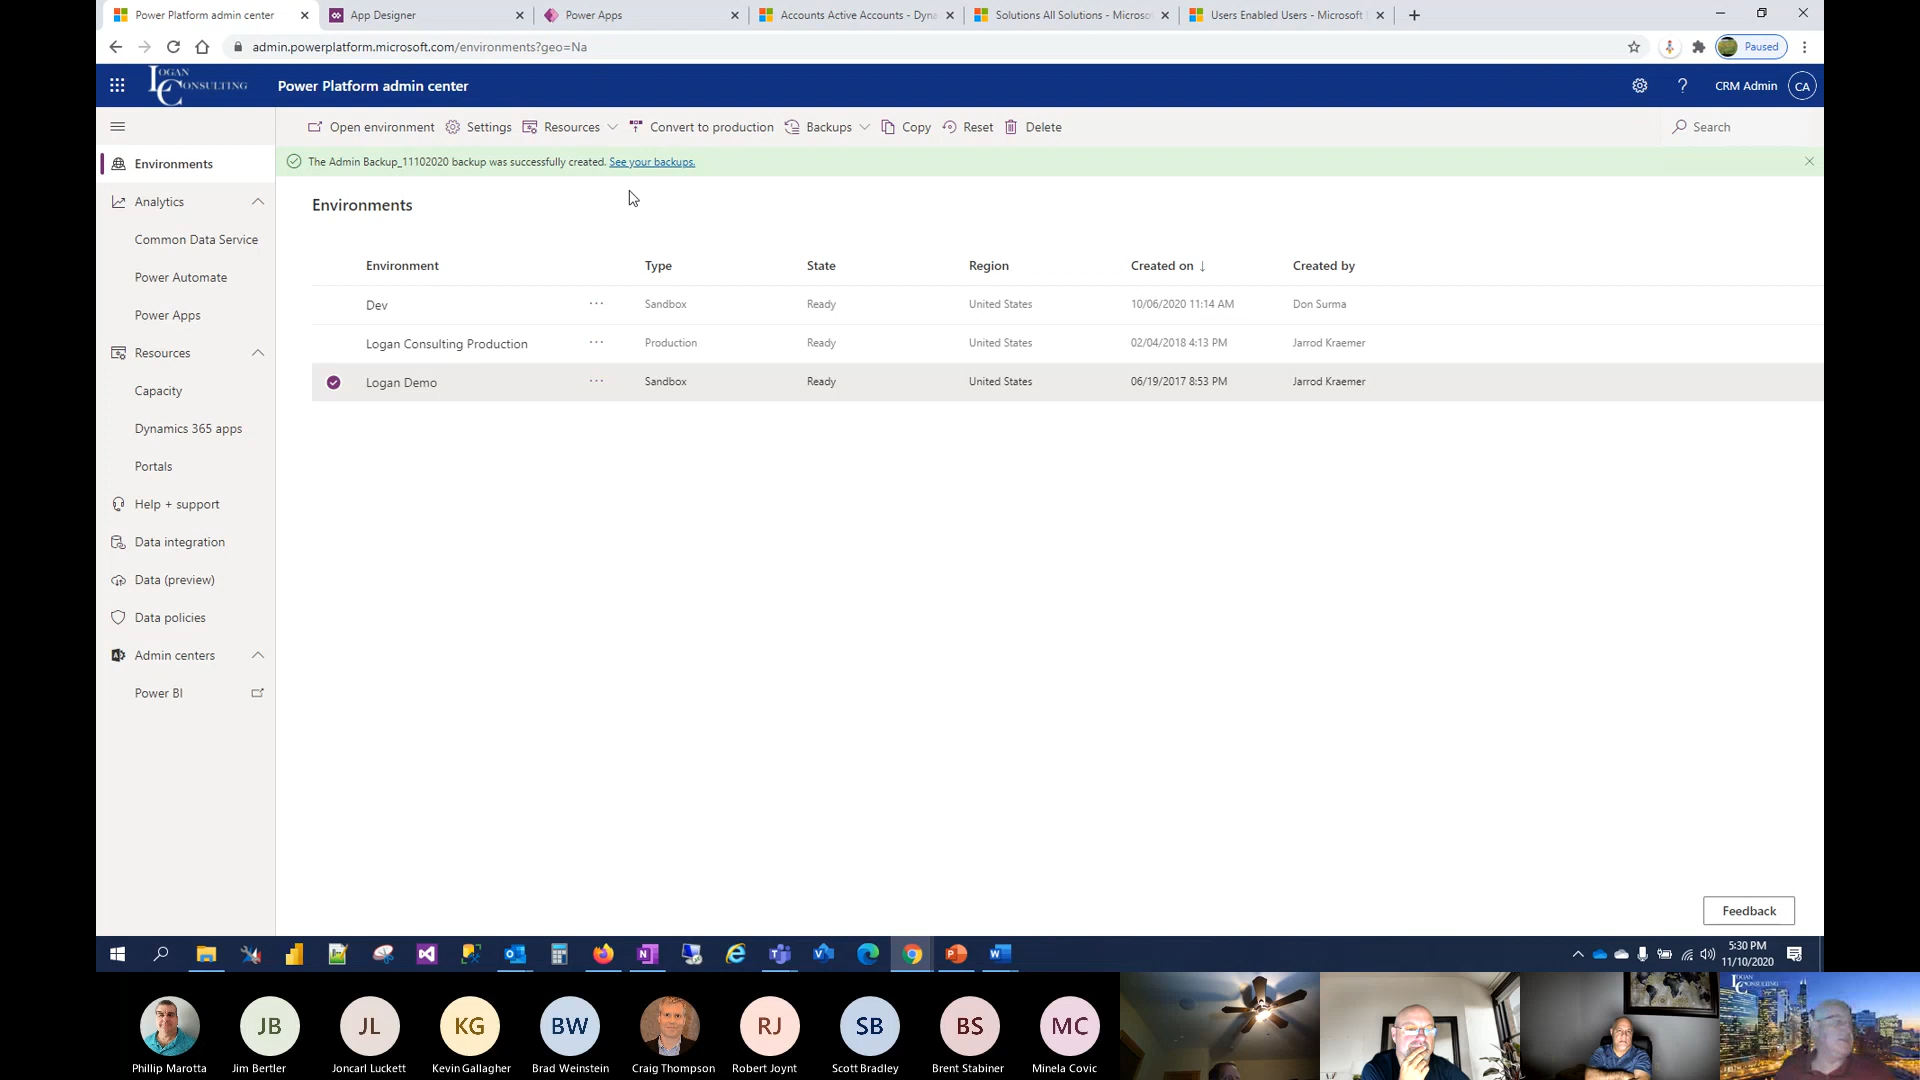 Power Platform admin center
App Designer
Power Apps
Accounts Active Accounts - Dyna
Solutions All Solutions - Microso
Users Enabled Users - Microsoft
admin.powerplatform.microsoft.com/environments?geo=Na
Paused
LOGAN CONSULTING
Power Platform admin center
CRM Admin
CA
Open environment
Settings
Resources
Convert to production
Backups
Copy
Reset
Delete
Search
The Admin Backup_11102020 backup was successfully created. See your backups.
Environments
Analytics
Common Data Service
Power Automate
Power Apps
Resources
Capacity
Dynamics 365 apps
Portals
Help + support
Data integration
Data (preview)
Data policies
Admin centers
Power BI
Environments
Environment Type State Region Created on ↓ Created by
Dev ··· Sandbox Ready United States 10/06/2020 11:14 AM Don Surma
Logan Consulting Production ··· Production Ready United States 02/04/2018 4:13 PM Jarrod Kraemer
Logan Demo ··· Sandbox Ready United States 06/19/2017 8:53 PM Jarrod Kraemer
Feedback
5:30 PM
11/10/2020
JB
JL
KG
BW
RJ
SB
BS
MC
LOGAN CONSULTING
Phillip Marotta
Jim Bertler
Joncarl Luckett
Kevin Gallagher
Brad Weinstein
Craig Thompson
Robert Joynt
Scott Bradley
Brent Stabiner
Minela Covic